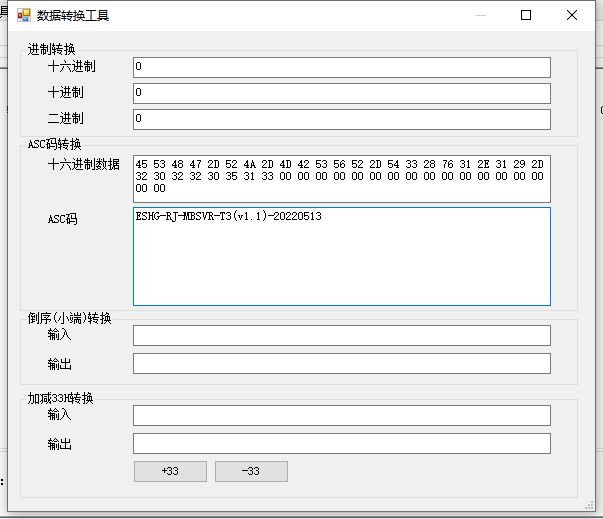 数据转换工具
进制转换
十六进制
0
十进制
0
二进制
0
ASC码转换
十六进制数据
45 53 48 47 2D 52 4A 2D 4D 42 53 56 52 2D 54 33 28 76 31 2E 31 29 2D
32 30 32 32 30 35 31 33 00 00 00 00 00 00 00 00 00 00 00 00 00 00 00
00 00
ASC码
ESHG-RJ-MBSVR-T3(v1.1)-20220513
倒序(小端)转换
输入
输出
加减33H转换
输入
输出
+33
-33